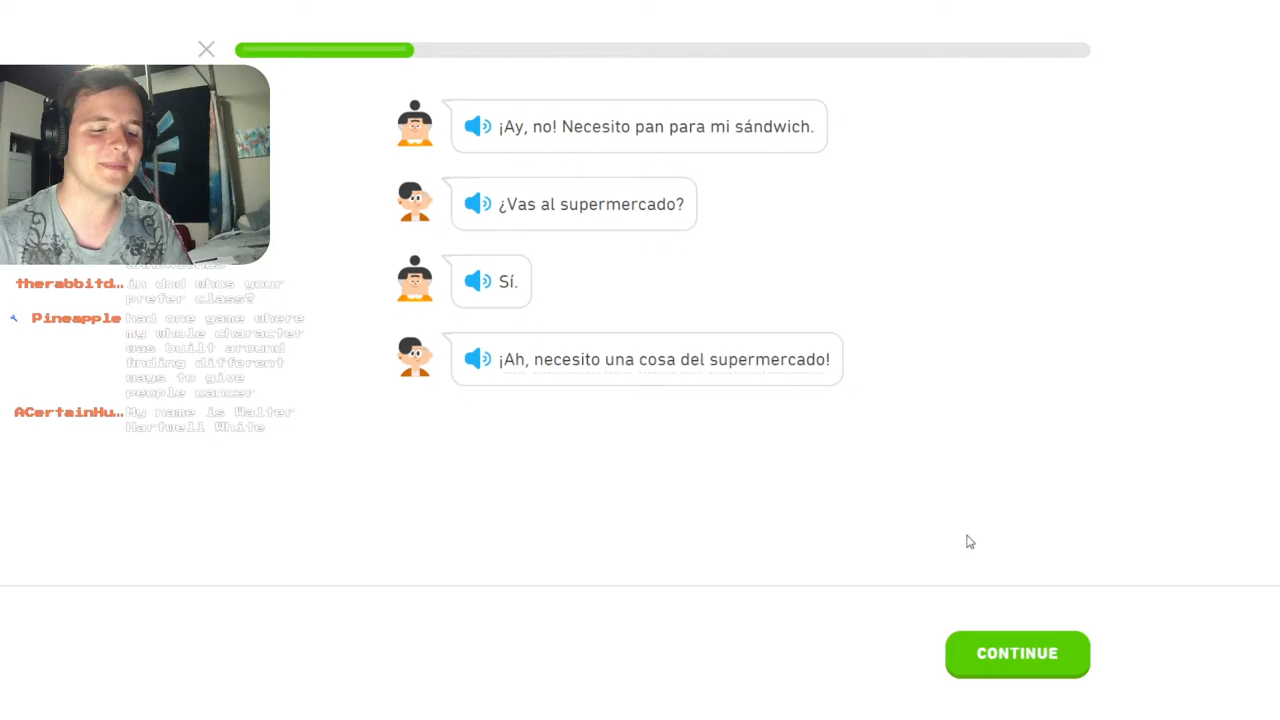 ¡Ay, no! Necesito pan para mi sándwich.
¿Vas al supermercado?
Sí.
¡Ah, necesito una cosa del supermercado!
therabbitd… in dnd whos your
prefer class?
Pineapple had one game where
my whole character
was built around
finding different
ways to give
people cancer
ACertainHu… My name is Walter
Hartwell White
CONTINUE